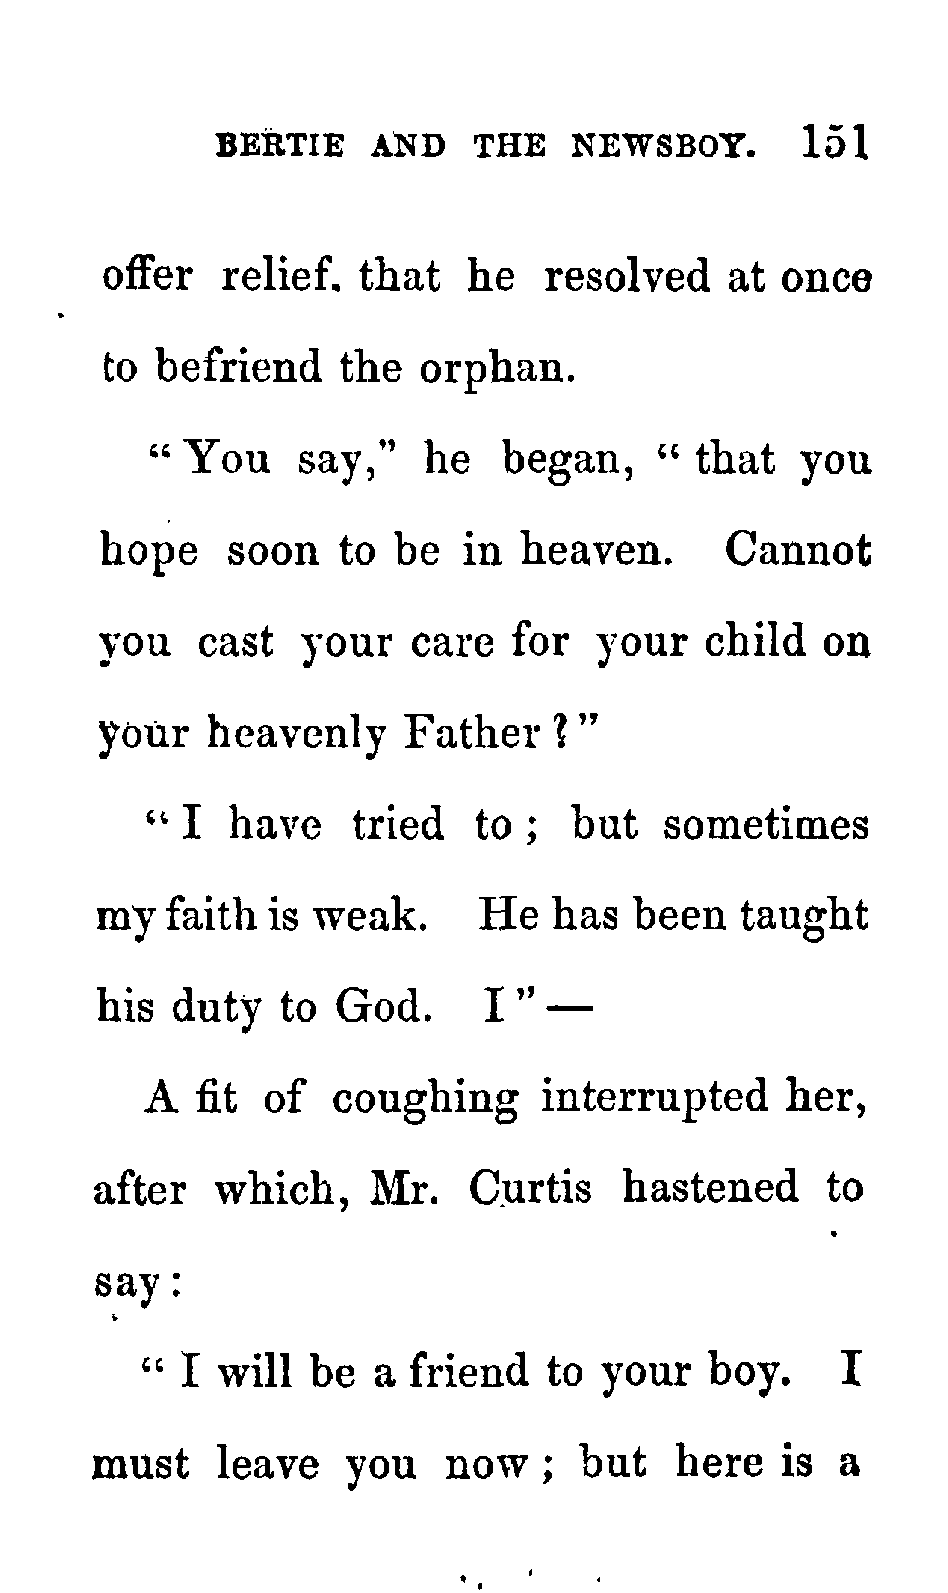 BERTIE AND THE NEWSBOY. 151
offer relief. that he resolved at once
to befriend the orphan.
“ You say,” he began, “ that you
hope soon to be in heaven. Cannot
you cast your care for your child on
your heavenly Father ? ”
“ I have tried to ; but sometimes
my faith is weak. He has been taught
his duty to God. I ” —
A fit of coughing interrupted her,
after which, Mr. Curtis hastened to
say :
“ I will be a friend to your boy. I
must leave you now ; but here is a